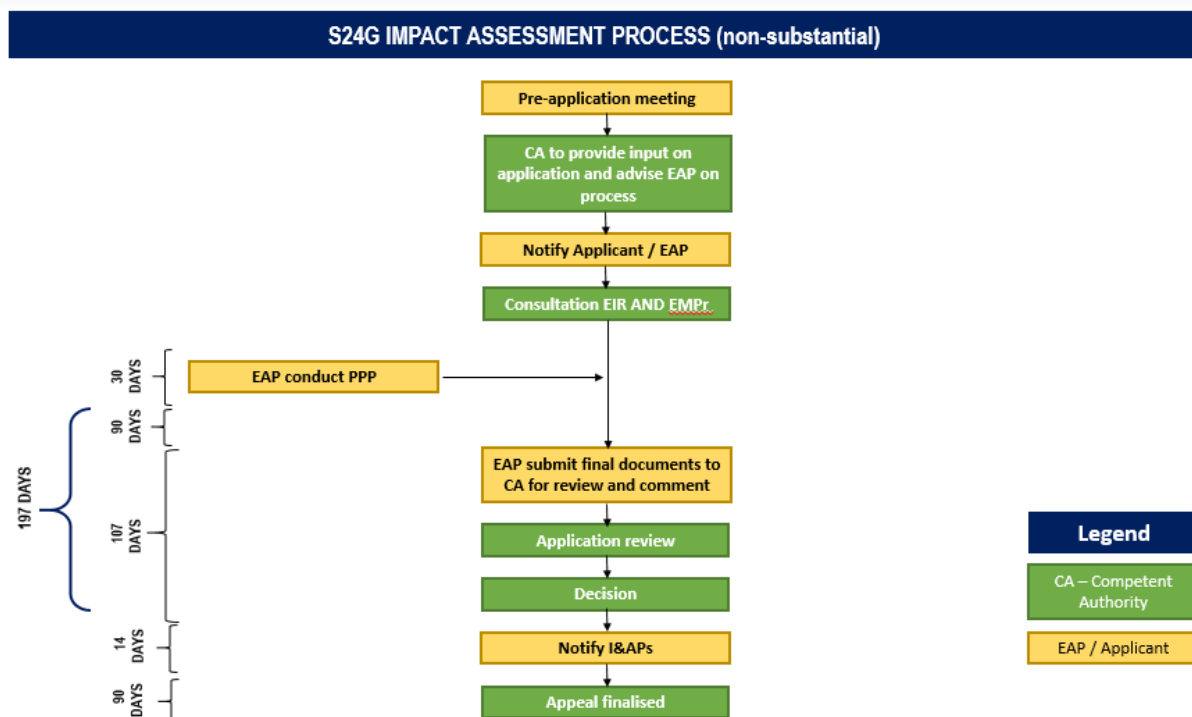 S24G IMPACT ASSESSMENT PROCESS (non-substantial)
Pre-application meeting
CA to provide input on
application and advise EAP on
process
Notify Applicant / EAP
Consultation EIR AND EMPr
30
DAYS
EAP conduct PPP
90
DAYS
EAP submit final documents to
CA for review and comment
197 DAYS
107
DAYS
Application review
Decision
14
DAYS
Notify I&APs
90
DAYS
Appeal finalised
Legend
CA – Competent
Authority
EAP / Applicant